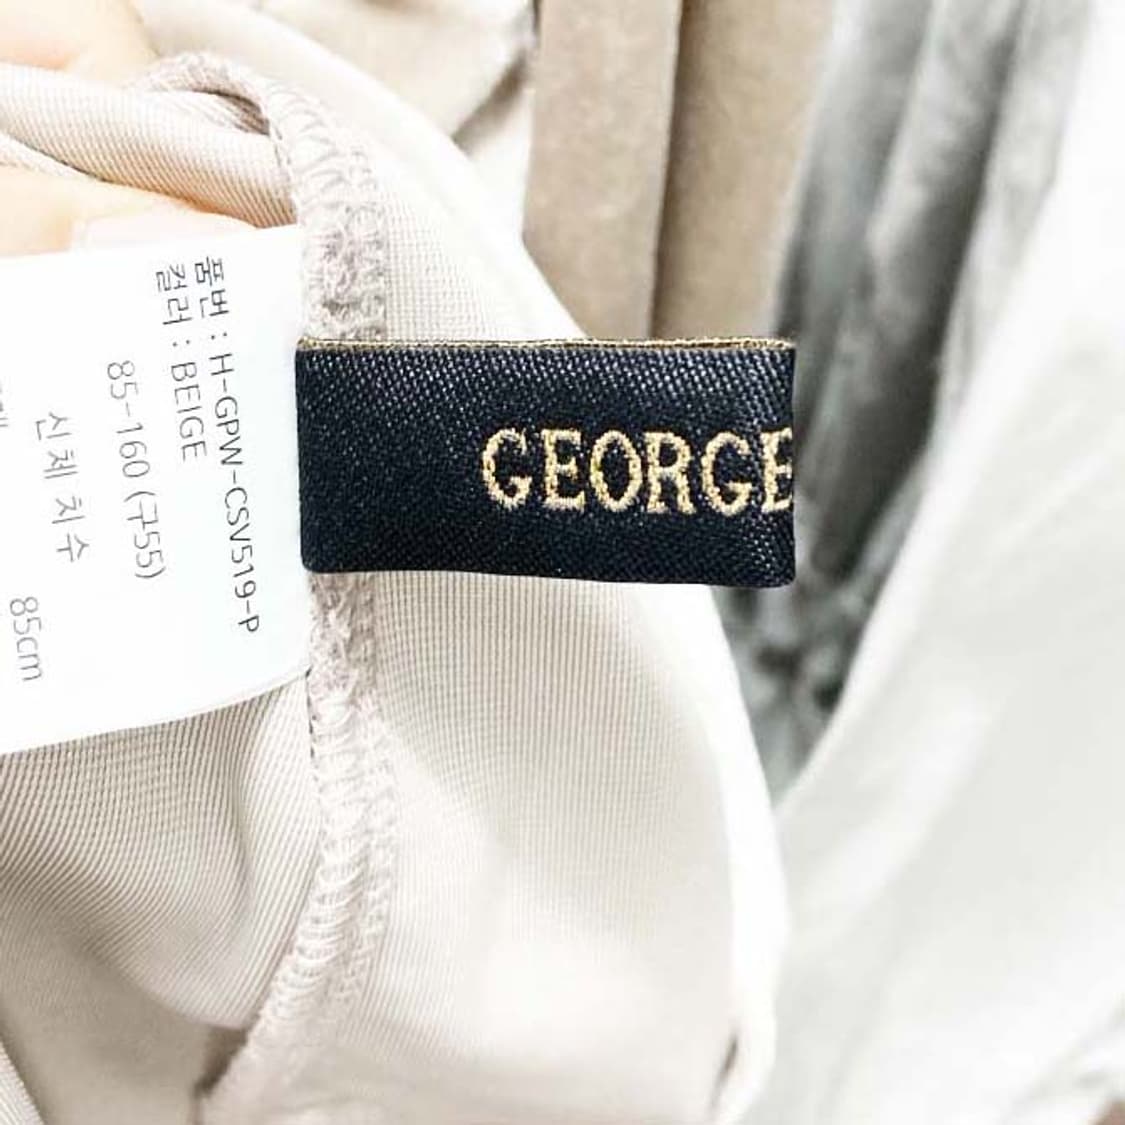 품번 : H-GPW-CSV519-P
컬러 : BEIGE
85-160 (구55)
신체 치수
85cm
GEORGE